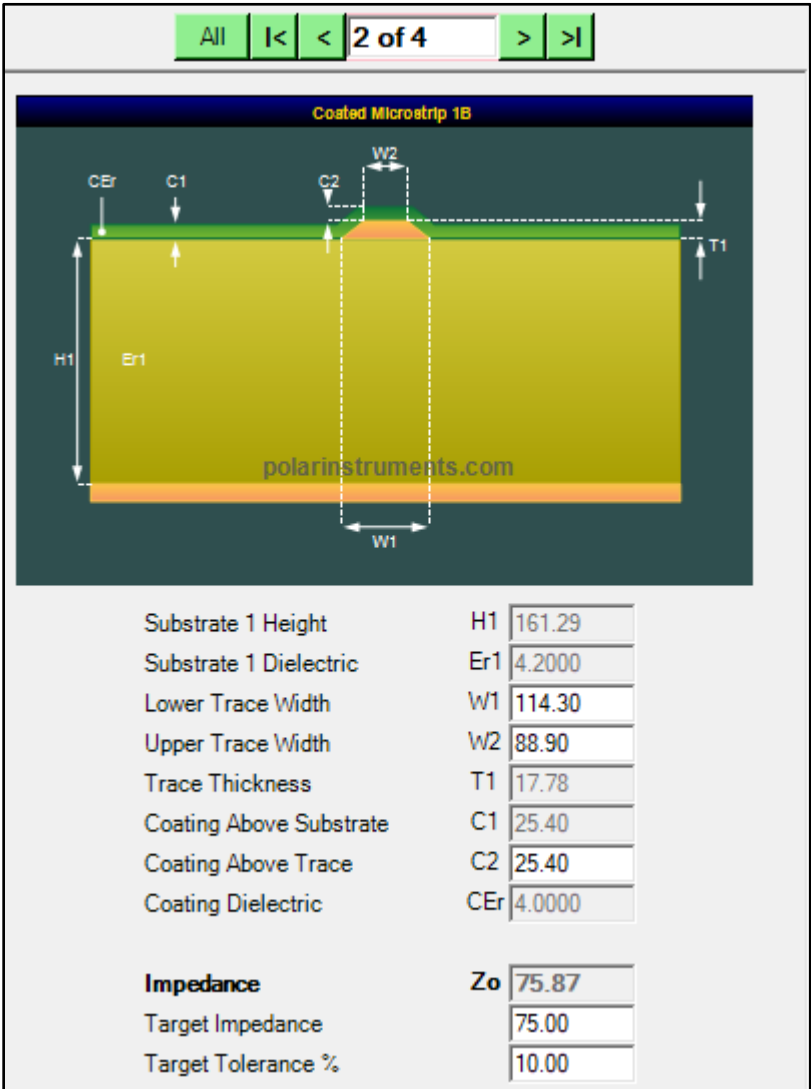 All |< < 2 of 4 > >|
Coated Microstrip 1B
W2
CEr C1 C2
T1
H1 Er1
polarinstruments.com
W1
Substrate 1 Height H1 161.29
Substrate 1 Dielectric Er1 4.2000
Lower Trace Width W1 114.30
Upper Trace Width W2 88.90
Trace Thickness T1 17.78
Coating Above Substrate C1 25.40
Coating Above Trace C2 25.40
Coating Dielectric CEr 4.0000
Impedance Zo 75.87
Target Impedance 75.00
Target Tolerance % 10.00